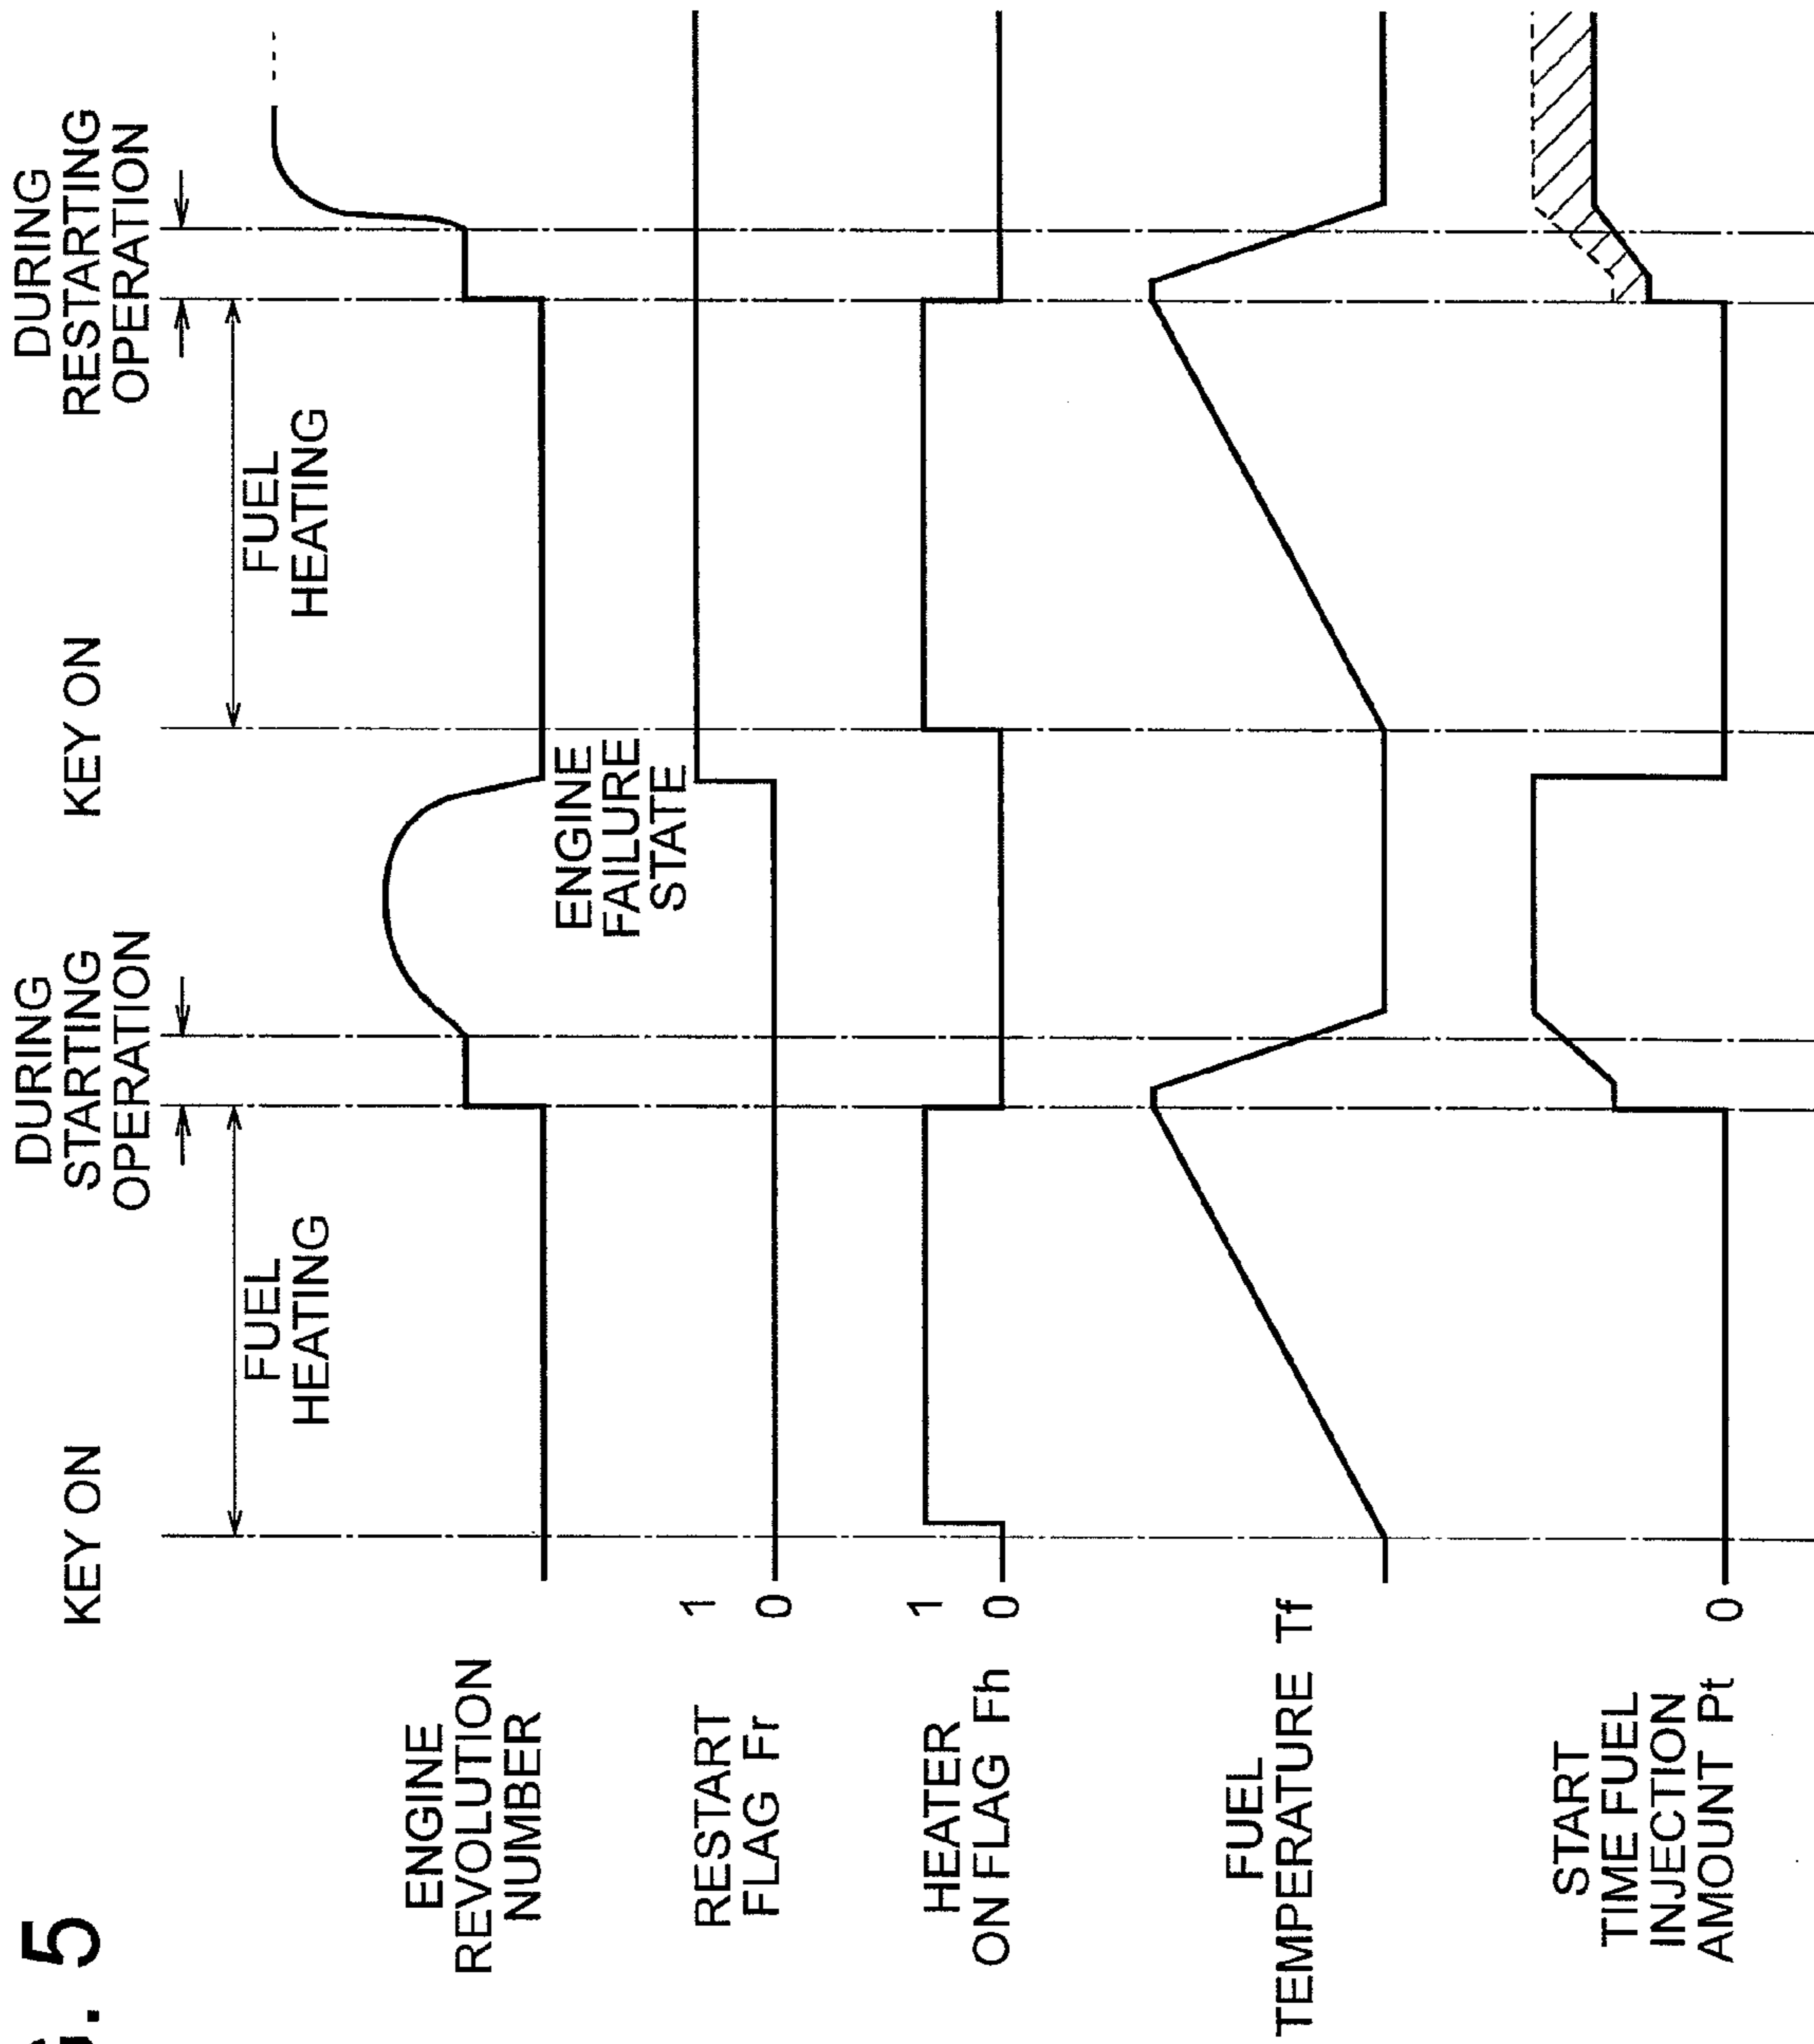 5
KEY ON
DURING
STARTING
OPERATION
KEY ON
DURING
RESTARTING
OPERATION
FUEL
HEATING
FUEL
HEATING
ENGINE
REVOLUTION
NUMBER
ENGINE
FAILURE
STATE
RESTART
FLAG Fr
1
0
HEATER
ON FLAG Fh
1
0
FUEL
TEMPERATURE Tf
START
TIME FUEL
INJECTION
AMOUNT Pt
0